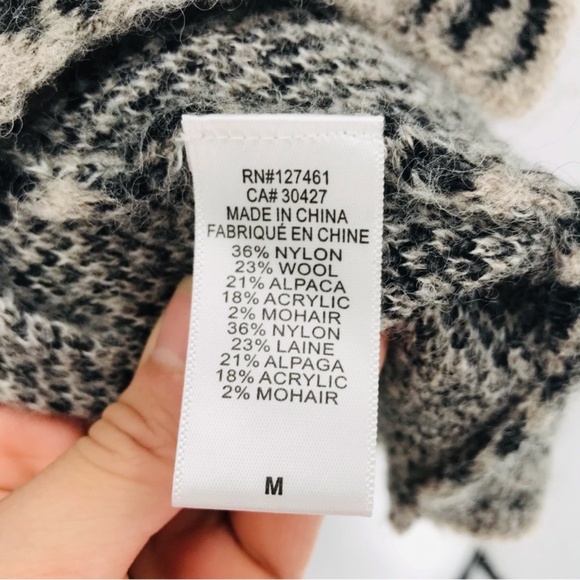 RN#127461
CA# 30427
MADE IN CHINA
FABRIQUÉ EN CHINE
36% NYLON
23% WOOL
21% ALPACA
18% ACRYLIC
2% MOHAIR
36% NYLON
23% LAINE
21% ALPAGA
18% ACRYLIC
2% MOHAIR
M